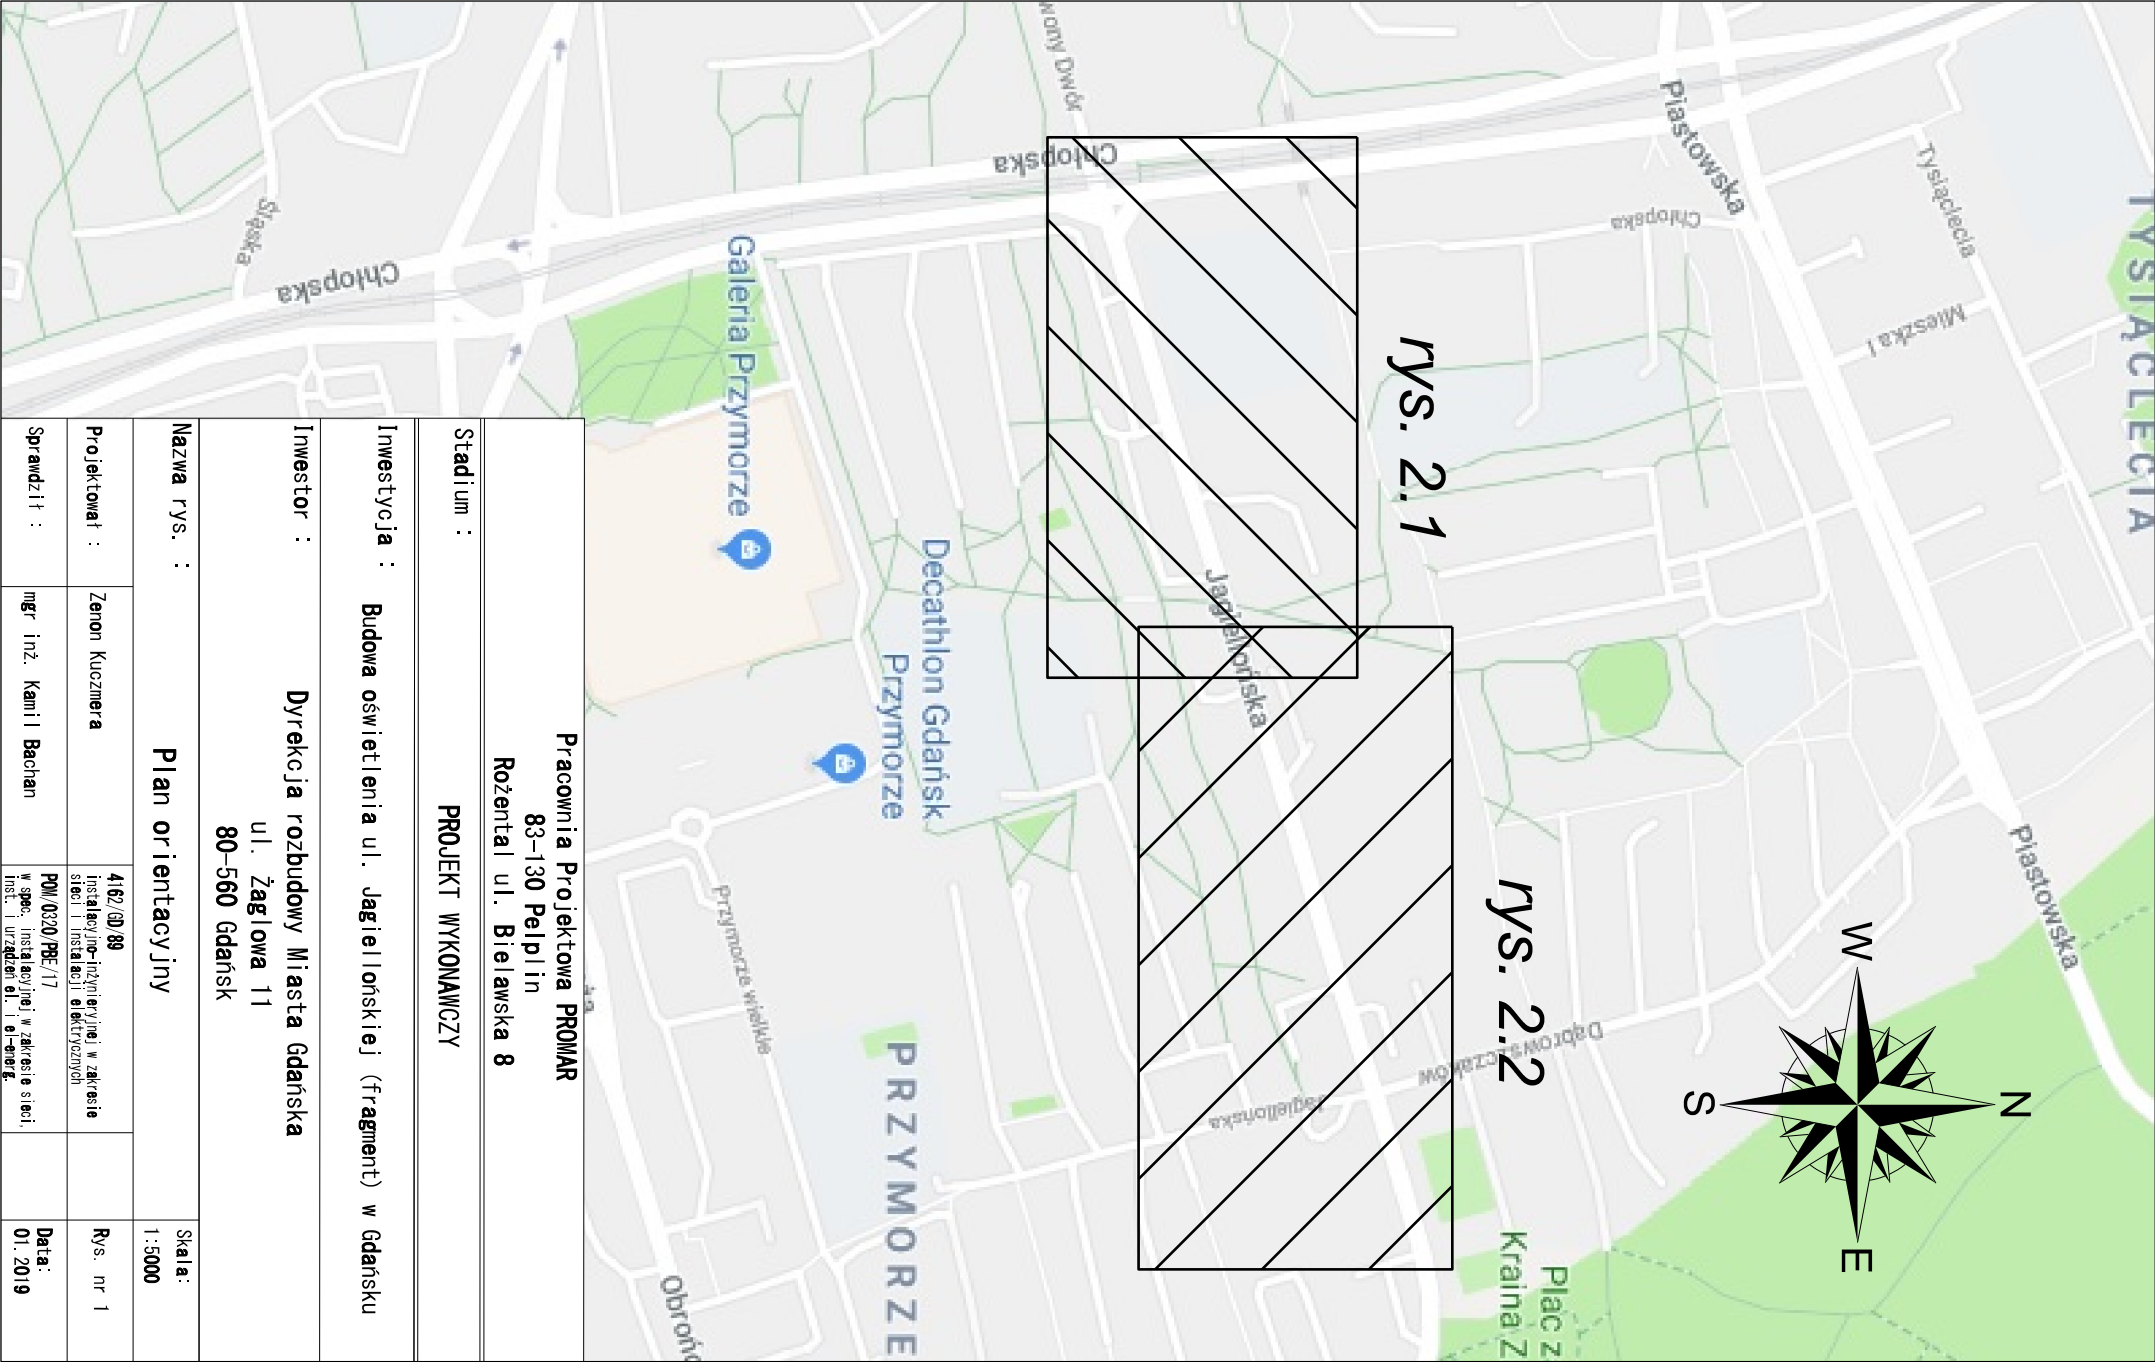 TYSIĄCLECIA
Tysiąclecia
Piastowska
Mieszka I
Chłopska
Chłopska
Chłopska
Śląska
Galeria Przymorze
Decathlon Gdańsk
Przymorze
Jagiellońska
Jagiellońska
Dąbrowszczaków
Piastowska
Przymorze wielkie
PRZYMORZE
rys. 2.1
rys. 2.2
W
N
S
E
Plac z
Kraina Z
Pracownia Projektowa PROMAR
83-130 Pelplin
Rożental ul. Bielawska 8
Stadium :
PROJEKT WYKONAWCZY
Inwestycja :
Budowa oświetlenia ul. Jagiellońskiej (fragment) w Gdańsku
Inwestor :
Dyrekcja rozbudowy Miasta Gdańska
ul. Żaglowa 11
80-560 Gdańsk
Nazwa rys. :
Plan orientacyjny
Skala:
1:5000
Projektował :
Zenon Kuczmera
4162/GD/89
instalacyjno-inżynieryjnej w zakresie
sieci i instalacji elektrycznych
Rys. nr 1
Sprawdził :
mgr inż. Kamil Bachan
POM/0320/PBE/17
w spec. instalacyjnej w zakresie sieci,
inst. i urządzeń el. i el-energ.
Data:
01.2019